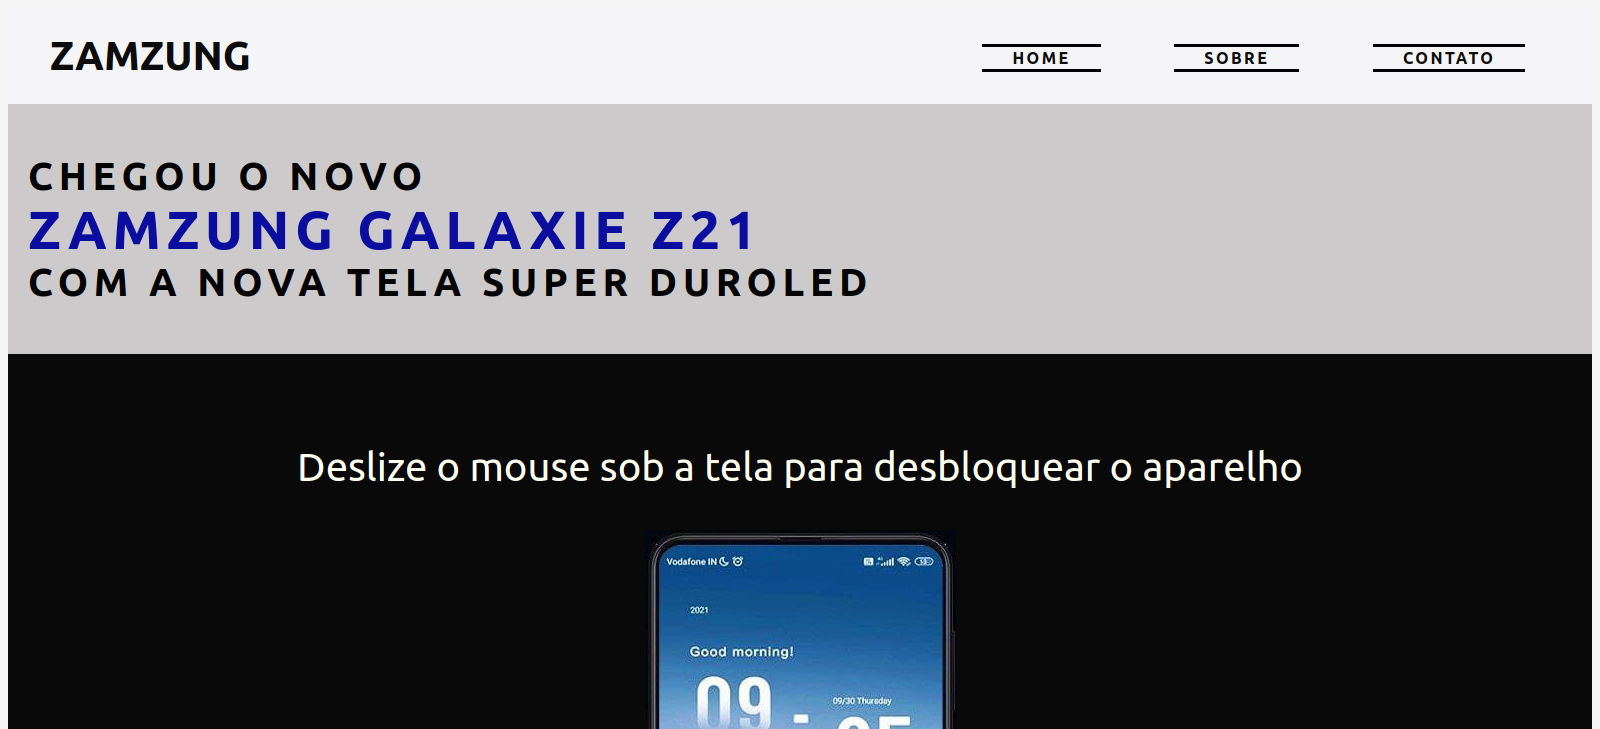 ZAMZUNG
HOME SOBRE CONTATO
CHEGOU O NOVO
ZAMZUNG GALAXIE Z21
COM A NOVA TELA SUPER DUROLED
Deslize o mouse sob a tela para desbloquear o aparelho
Vodafone IN
2021
Good morning!
09/30 Thursday
09